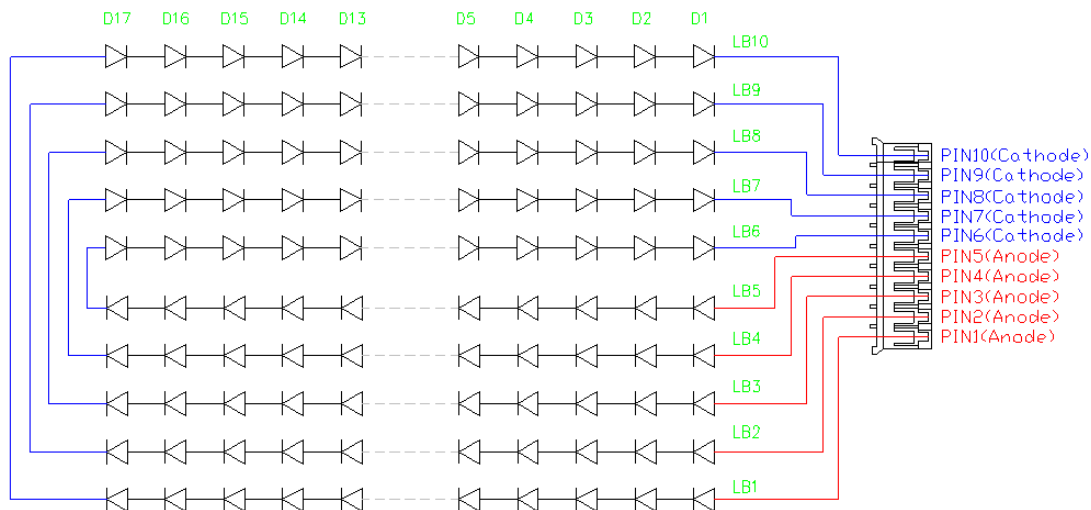 D17 D16 D15 D14 D13 D5 D4 D3 D2 D1
LB10
LB9
LB8
LB7
LB6
LB5
LB4
LB3
LB2
LB1
PIN10(Cathode)
PIN9(Cathode)
PIN8(Cathode)
PIN7(Cathode)
PIN6(Cathode)
PIN5(Anode)
PIN4(Anode)
PIN3(Anode)
PIN2(Anode)
PIN1(Anode)